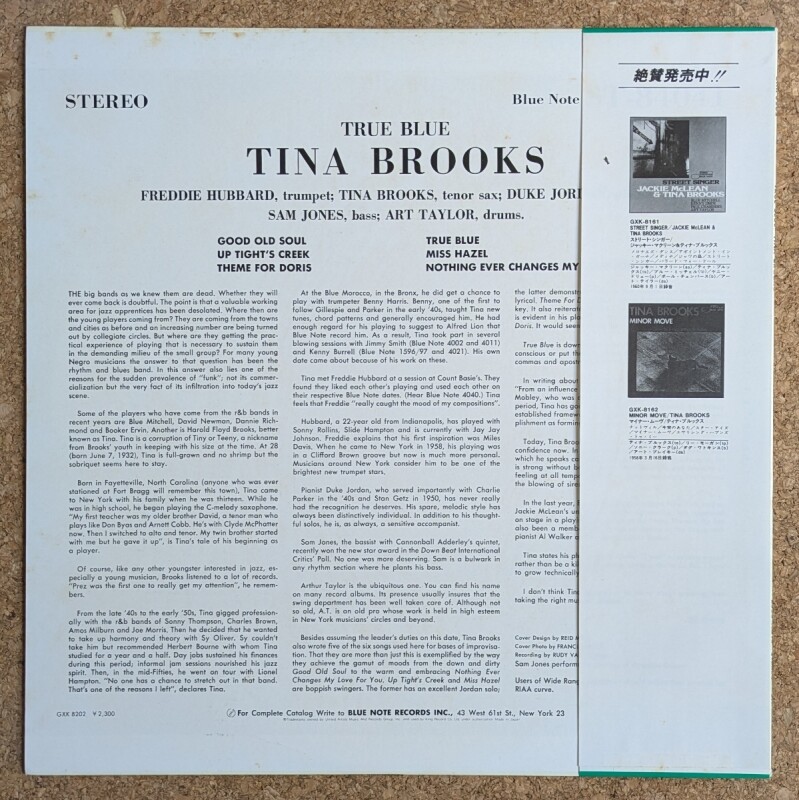 STEREO
Blue Note
TRUE BLUE
TINA BROOKS
FREDDIE HUBBARD, trumpet; TINA BROOKS, tenor sax; DUKE JORD
SAM JONES, bass; ART TAYLOR, drums.
GOOD OLD SOUL
UP TIGHT'S CREEK
THEME FOR DORIS
TRUE BLUE
MISS HAZEL
NOTHING EVER CHANGES MY
THE big bands as we knew them are dead. Whether they will
ever come back is doubtful. The point is that a valuable working
area for jazz apprentices has been desolated. Where then are
the young players coming from? They are coming from the towns
and cities as before and an increasing number are being turned
out by collegiate circles. But where are they getting the prac-
tical experience of playing that is necessary to sustain them
in the demanding milieu of the small group? For many young
Negro musicians the answer to that question has been the
rhythm and blues band. In this answer also lies one of the
reasons for the sudden prevalence of "funk"; not its commer-
cialization but the very fact of its infiltration into today's jazz
scene.
Some of the players who have come from the r&b bands in
recent years are Blue Mitchell, David Newman, Dannie Rich-
mond and Booker Ervin. Another is Harold Floyd Brooks, better
known as Tina. Tina is a corruption of Tiny or Teeny, a nickname
from Brooks' youth in keeping with his size at the time. At 28
(born June 7, 1932), Tina is full-grown and no shrimp but the
sobriquet seems here to stay.
Born in Fayetteville, North Carolina (anyone who was ever
stationed at Fort Bragg will remember this town), Tina came
to New York with his family when he was thirteen. While he
was in high school, he began playing the C-melody saxophone.
"My first teacher was my older brother David, a tenor man who
plays like Don Byas and Arnett Cobb. He's with Clyde McPhatter
now. Then I switched to alto and tenor. My twin brother started
with me but he gave it up", is Tina's tale of his beginning as
a player.
Of course, like any other youngster interested in jazz, es-
pecially a young musician, Brooks listened to a lot of records.
"Prez was the first one to really get my attention", he remem-
bers.
From the late '40s to the early '50s, Tina gigged profession-
ally with the r&b bands of Sonny Thompson, Charles Brown,
Amos Milburn and Joe Morris. Then he decided that he wanted
to take up harmony and theory with Sy Oliver. Sy couldn't
take him but recommended Herbert Bourne with whom Tina
studied for a year and a half. Day jobs sustained his finances
during this period; informal jam sessions nourished his jazz
spirit. Then, in the mid-Fifties, he went on tour with Lionel
Hampton. "No one has a chance to stretch out in that band.
That's one of the reasons I left", declares Tina.
At the Blue Morocco, in the Bronx, he did get a chance to
play with trumpeter Benny Harris. Benny, one of the first to
follow Gillespie and Parker in the early '40s, taught Tina new
tunes, chord patterns and generally encouraged him. He had
enough regard for his playing to suggest to Alfred Lion that
Blue Note record him. As a result, Tina took part in several
blowing sessions with Jimmy Smith (Blue Note 4002 and 4011)
and Kenny Burrell (Blue Note 1596/97 and 4021). His own
date came about because of his work on these.
Tina met Freddie Hubbard at a session at Count Basie's. They
found they liked each other's playing and used each other on
their respective Blue Note dates. (Hear Blue Note 4040.) Tina
feels that Freddie "really caught the mood of my compositions".
Hubbard, a 22-year old from Indianapolis, has played with
Sonny Rollins, Slide Hampton and is currently with Jay Jay
Johnson. Freddie explains that his first inspiration was Miles
Davis. When he came to New York in 1958, his playing was
in a Clifford Brown groove but now is much more personal.
Musicians around New York consider him to be one of the
brightest new trumpet stars.
Pianist Duke Jordan, who served importantly with Charlie
Parker in the '40s and Stan Getz in 1950, has never really
had the recognition he deserves. His spare, melodic style has
always been distinctively individual. In addition to his thought-
ful solos, he is, as always, a sensitive accompanist.
Sam Jones, the bassist with Cannonball Adderley's quintet,
recently won the new star award in the Down Beat International
Critics' Poll. No one was more deserving. Sam is a bulwark in
any rhythm section where he plants his bass.
Arthur Taylor is the ubiquitous one. You can find his name
on many record albums. Its presence usually insures that the
swing department has been well taken care of. Although not
so old, A.T. is an old pro whose work is held in high esteem
in New York musicians' circles and beyond.
Besides assuming the leader's duties on this date, Tina Brooks
also wrote five of the six songs used here for bases of improvisa-
tion. That they are more than just this is exemplified by the way
they achieve the gamut of moods from the down and dirty
Good Old Soul to the warm and embracing Nothing Ever
Changes My Love For You. Up Tight's Creek and Miss Hazel
are boppish swingers. The former has an excellent Jordan solo;
the latter demonst
lyrical. Theme For D
key. It also reiterate
is evident in his pl
Doris. It would see
True Blue is down
conscious or put th
commas and apost
In writing about
"From an influence
Mobley, who was
period, Tina has go
established framew
plishment as formin
Today, Tina Broo
confidence now. In
which he speaks c
is strong without b
feeling at all temp
the blowing of sin
In the last year,
Jackie McLean's un
on stage in a play
also been a memb
pianist Al Walker o
Tina states his ph
rather than be a kil
to grow technically
I don't think Tin
taking the right mu
Cover Design by REID M
Cover Photo by FRANC
Recording by RUDY VA
Sam Jones perform
Users of Wide Rang
RIAA curve.
GXK 8202 ¥2,300
For Complete Catalog Write to BLUE NOTE RECORDS INC., 43 West 61st St., New York 23
絶賛発売中!!
STREET SINGER
JACKIE McLEAN
& TINA BROOKS
GXK-8161
STREET SINGER/JACKIE McLEAN &
TINA BROOKS
ストリート・シンガー/
ジャッキー・マクリーン&ティナ・ブルックス
TINA BROOKS
MINOR MOVE
GXK-8162
MINOR MOVE/TINA BROOKS
マイナー・ムーヴ/ティナ・ブルックス